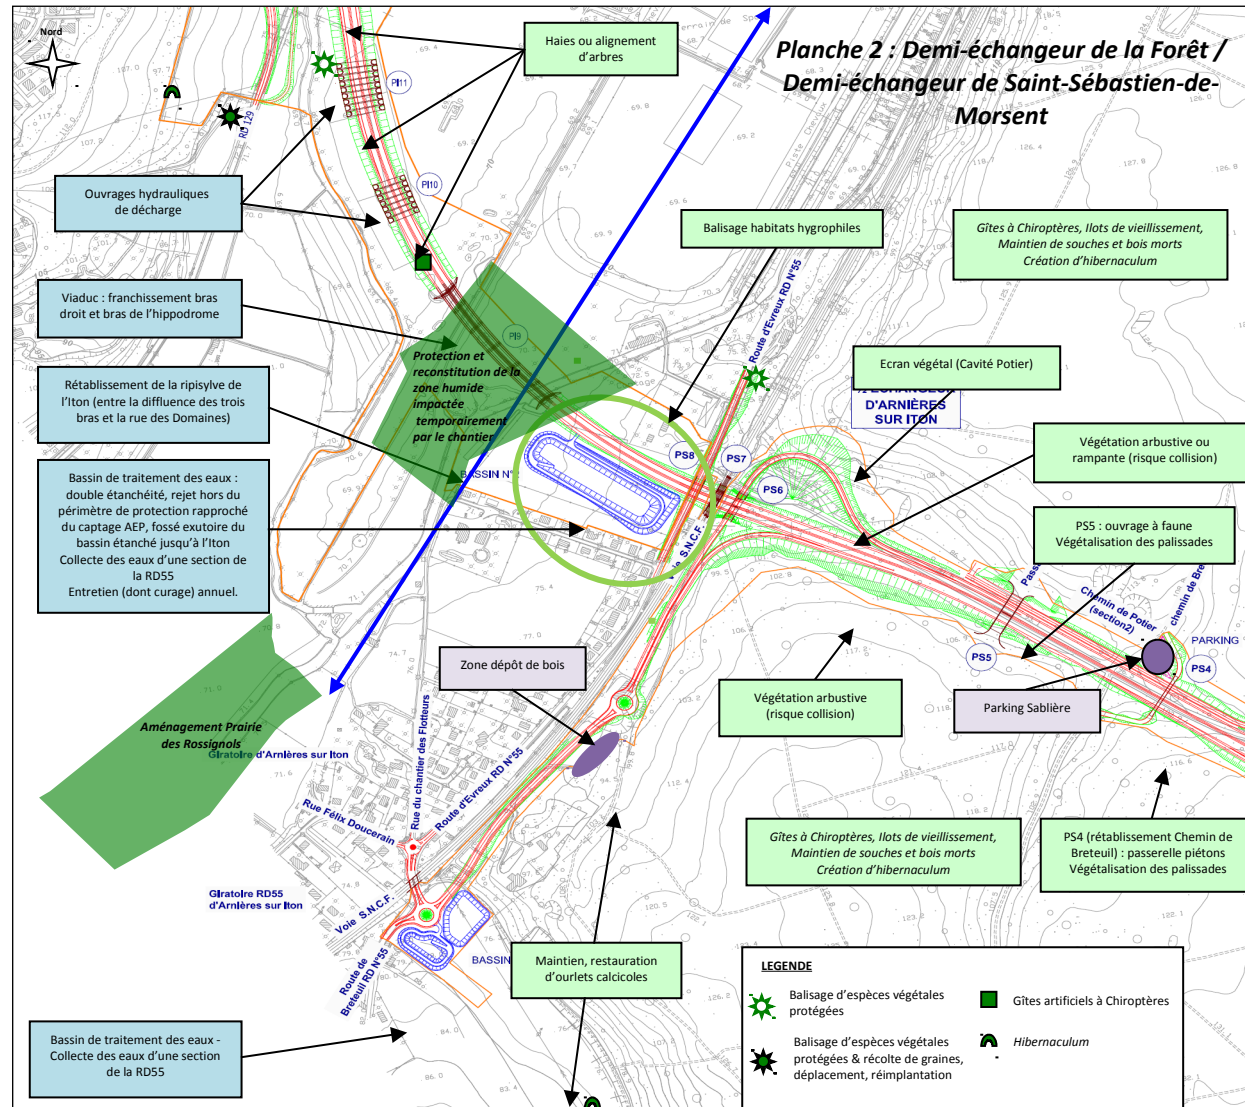 Planche 2 : Demi-échangeur de la Forêt /
Demi-échangeur de Saint-Sébastien-de-
Morsent
Nord
Haies ou alignement
d'arbres
PI11
RD 129
Ouvrages hydrauliques
de décharge
PI10
Balisage habitats hygrophiles
Gîtes à Chiroptères, Ilots de vieillissement,
Maintien de souches et bois morts
Création d'hibernaculum
Viaduc : franchissement bras
droit et bras de l'hippodrome
PI9
Route d'Evreux RD N°55
Protection et
reconstitution de la
zone humide
impactée
temporairement
par le chantier
Ecran végétal (Cavité Potier)
D'ARNIÈRES
SUR ITON
Rétablissement de la ripisylve de
l'Iton (entre la diffluence des trois
bras et la rue des Domaines)
Végétation arbustive ou
rampante (risque collision)
BASSIN N°2
PS8
PS7
PS6
Bassin de traitement des eaux :
double étanchéité, rejet hors du
périmètre de protection rapproché
du captage AEP, fossé exutoire du
bassin étanché jusqu'à l'Iton
Collecte des eaux d'une section de
la RD55
Entretien (dont curage) annuel.
PS5 : ouvrage à faune
Végétalisation des palissades
Chemin de Potier
(section2)
PARKING
PS5
PS4
Zone dépôt de bois
Végétation arbustive
(risque collision)
Parking Sablière
Aménagement Prairie
des Rossignols
Giratoire d'Arnières sur Iton
Rue du chantier des Flotteurs
Route d'Evreux RD N°55
Rue Félix Doucerain
Gîtes à Chiroptères, Ilots de vieillissement,
Maintien de souches et bois morts
Création d'hibernaculum
PS4 (rétablissement Chemin de
Breteuil) : passerelle piétons
Végétalisation des palissades
Giratoire RD55
d'Arnières sur Iton
Voie S.N.C.F.
Route de
Breteuil RD N°55
BASSIN
Maintien, restauration
d'ourlets calcicoles
Bassin de traitement des eaux -
Collecte des eaux d'une section
de la RD55
LEGENDE
Balisage d'espèces végétales
protégées
Gîtes artificiels à Chiroptères
Balisage d'espèces végétales
protégées & récolte de graines,
déplacement, réimplantation
Hibernaculum